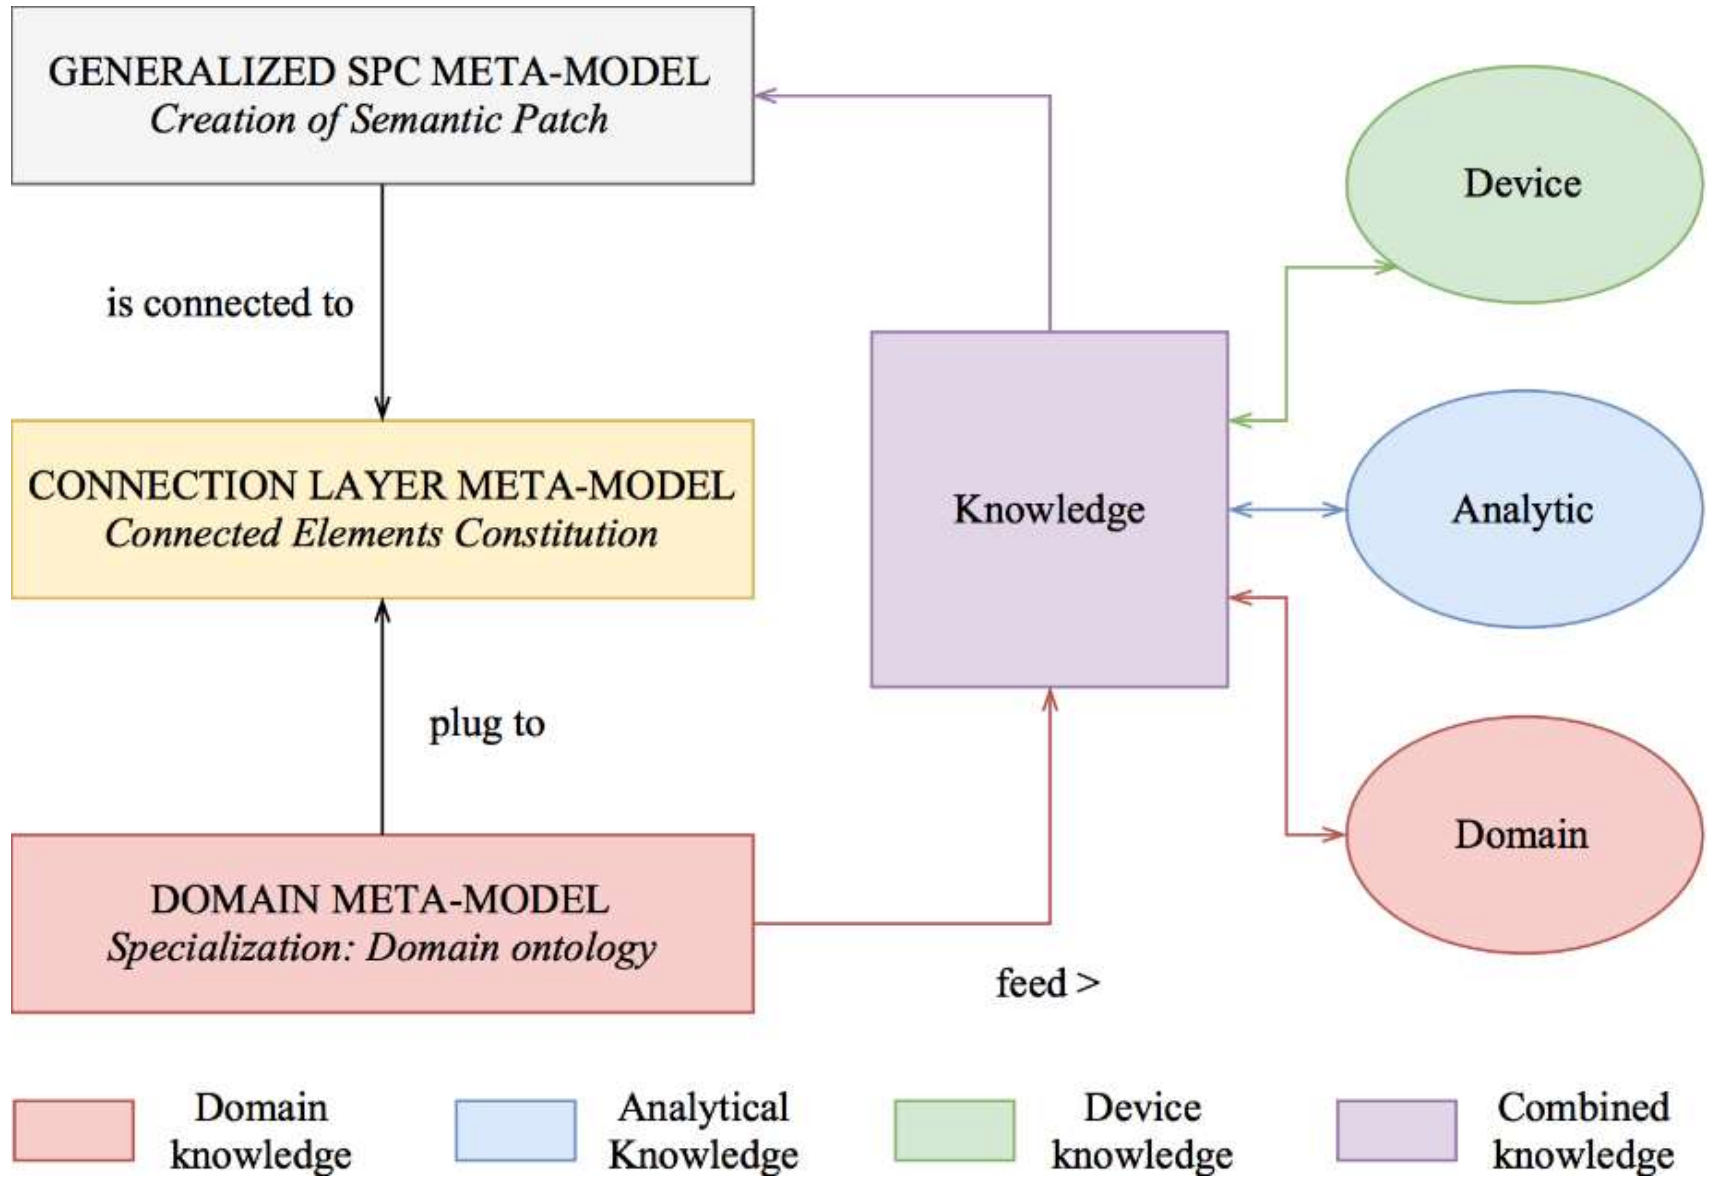 GENERALIZED SPC META-MODEL
Creation of Semantic Patch
Device
is connected to
CONNECTION LAYER META-MODEL
Connected Elements Constitution
Knowledge
Analytic
plug to
Domain
DOMAIN META-MODEL
Specialization: Domain ontology
feed >
Domain
knowledge
Analytical
Knowledge
Device
knowledge
Combined
knowledge